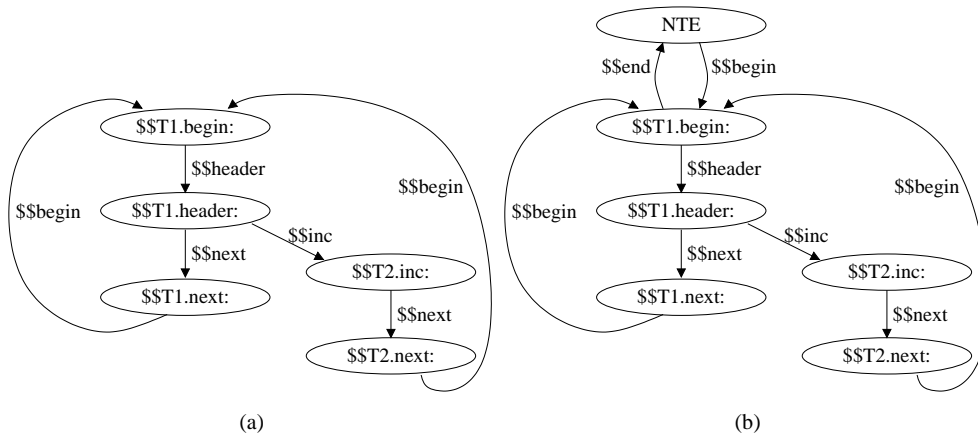 $$T1.begin:
$$header
$$begin
$$begin
$$T1.header:
$$inc
$$next
$$T2.inc:
$$T1.next:
$$next
$$T2.next:
(a)
NTE
$$end
$$begin
$$T1.begin:
$$header
$$begin
$$begin
$$T1.header:
$$inc
$$next
$$T2.inc:
$$T1.next:
$$next
$$T2.next:
(b)